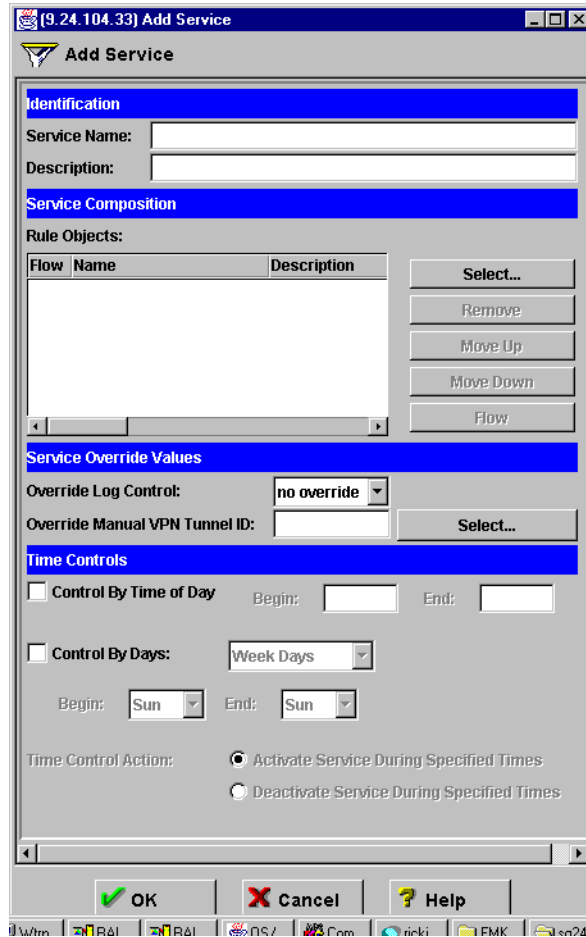 (9.24.104.33) Add Service
Add Service
Identification
Service Name:
Description:
Service Composition
Rule Objects:
Flow Name Description
Select...
Remove
Move Up
Move Down
Flow
Service Override Values
Override Log Control: no override
Override Manual VPN Tunnel ID: Select...
Time Controls
Control By Time of Day Begin: End:
Control By Days: Week Days
Begin: Sun End: Sun
Time Control Action: Activate Service During Specified Times
Deactivate Service During Specified Times
OK Cancel Help
BAL BAL OS/ Com ricki EMK